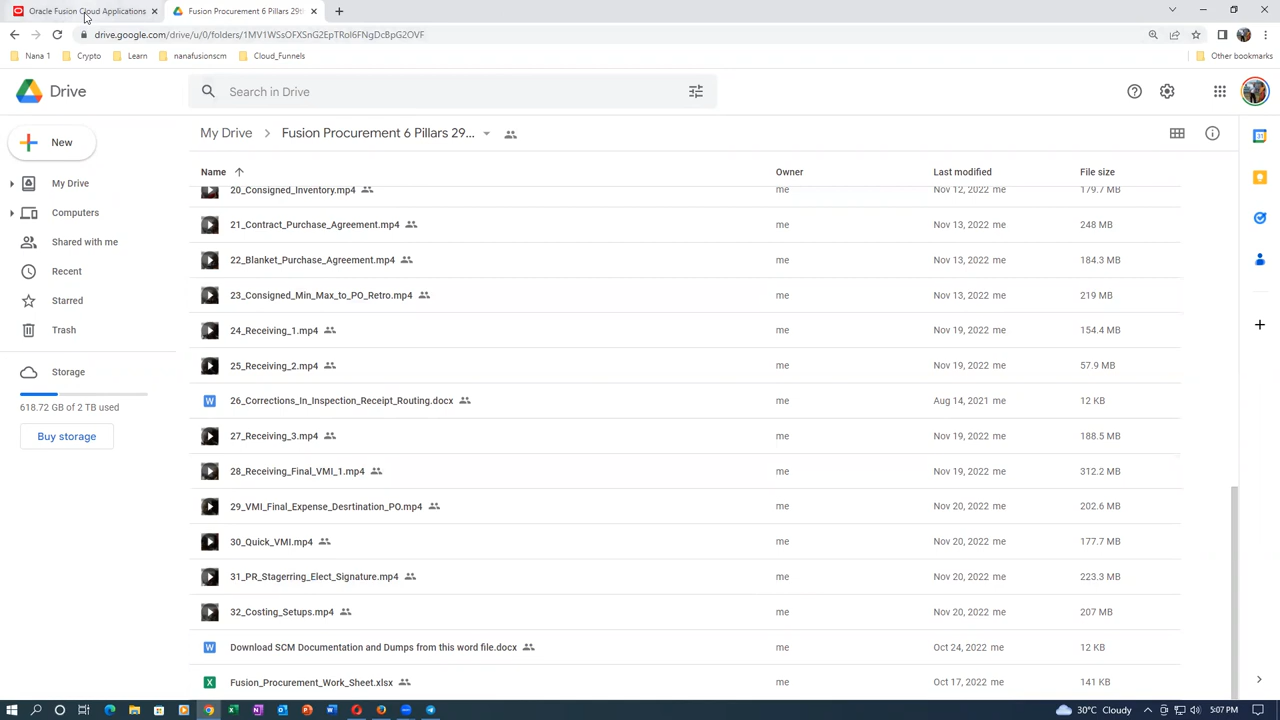 Oracle Fusion Cloud Applications
Fusion Procurement 6 Pillars 29t
drive.google.com/drive/u/0/folders/1MV1WSsOFXSnG2EpTRol6FNgDcBpG2OVF
Nana 1
Crypto
Learn
nanafusionscm
Cloud_Funnels
Other bookmarks
Drive
Search in Drive
New
My Drive
Fusion Procurement 6 Pillars 29...
Name
Owner
Last modified
File size
My Drive
Computers
Shared with me
Recent
Starred
Trash
Storage
618.72 GB of 2 TB used
Buy storage
20_Consigned_Inventory.mp4 me Nov 12, 2022 me 179.7 MB
21_Contract_Purchase_Agreement.mp4 me Nov 13, 2022 me 248 MB
22_Blanket_Purchase_Agreement.mp4 me Nov 13, 2022 me 184.3 MB
23_Consigned_Min_Max_to_PO_Retro.mp4 me Nov 13, 2022 me 219 MB
24_Receiving_1.mp4 me Nov 19, 2022 me 154.4 MB
25_Receiving_2.mp4 me Nov 19, 2022 me 57.9 MB
26_Corrections_In_Inspection_Receipt_Routing.docx me Aug 14, 2021 me 12 KB
27_Receiving_3.mp4 me Nov 19, 2022 me 188.5 MB
28_Receiving_Final_VMI_1.mp4 me Nov 19, 2022 me 312.2 MB
29_VMI_Final_Expense_Desrtination_PO.mp4 me Nov 20, 2022 me 202.6 MB
30_Quick_VMI.mp4 me Nov 20, 2022 me 177.7 MB
31_PR_Stagerring_Elect_Signature.mp4 me Nov 20, 2022 me 223.3 MB
32_Costing_Setups.mp4 me Nov 20, 2022 me 207 MB
Download SCM Documentation and Dumps from this word file.docx me Oct 24, 2022 me 12 KB
Fusion_Procurement_Work_Sheet.xlsx me Oct 17, 2022 me 141 KB
30°C Cloudy
5:07 PM